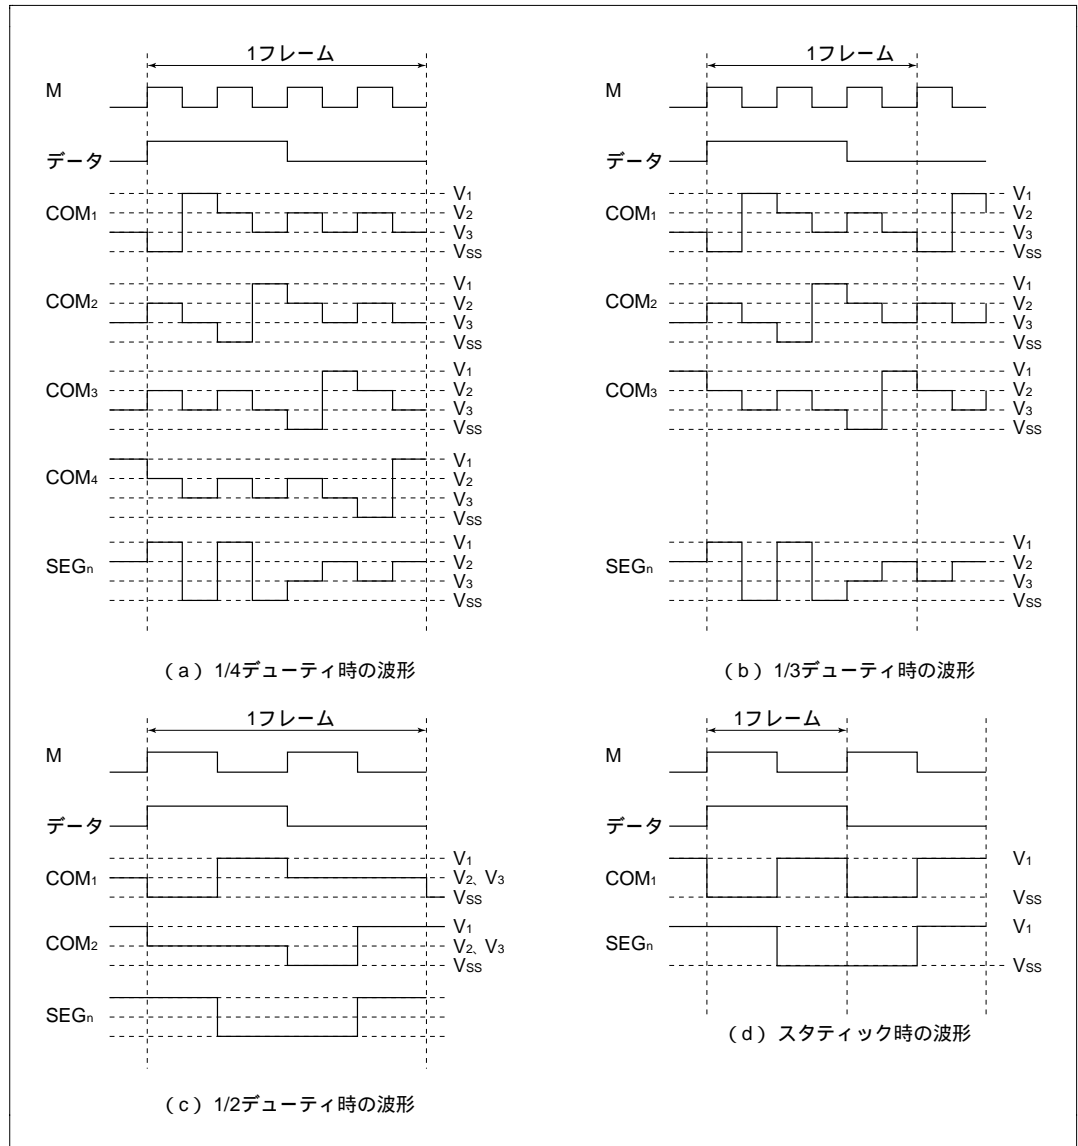 1フレーム
M
データ
COM1
V1
V2
V3
VSS
COM2
V1
V2
V3
VSS
COM3
V1
V2
V3
VSS
COM4
V1
V2
V3
VSS
SEGn
V1
V2
V3
VSS
(a) 1/4デューティ時の波形
1フレーム
M
データ
COM1
V1
V2
V3
VSS
COM2
V1
V2
V3
VSS
COM3
V1
V2
V3
VSS
SEGn
V1
V2
V3
VSS
(b) 1/3デューティ時の波形
1フレーム
M
データ
COM1
V1
V2、V3
VSS
COM2
V1
V2、V3
VSS
SEGn
(c) 1/2デューティ時の波形
1フレーム
M
データ
COM1
V1
VSS
SEGn
V1
VSS
(d) スタティック時の波形